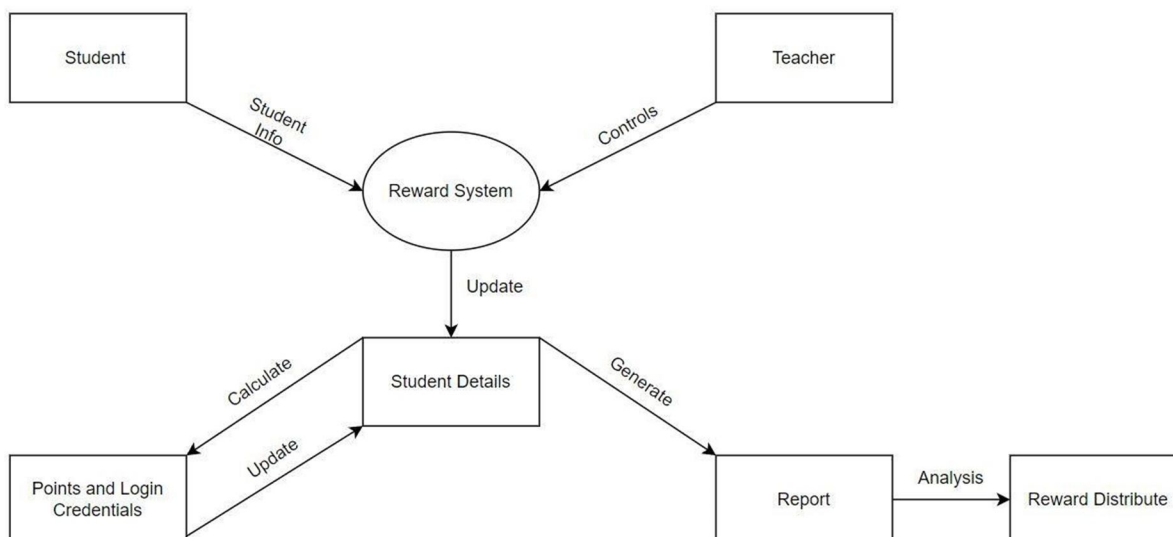 Student
Teacher
Student
Info
Controls
Reward System
Update
Student Details
Calculate
Generate
Update
Points and Login
Credentials
Report
Analysis
Reward Distribute